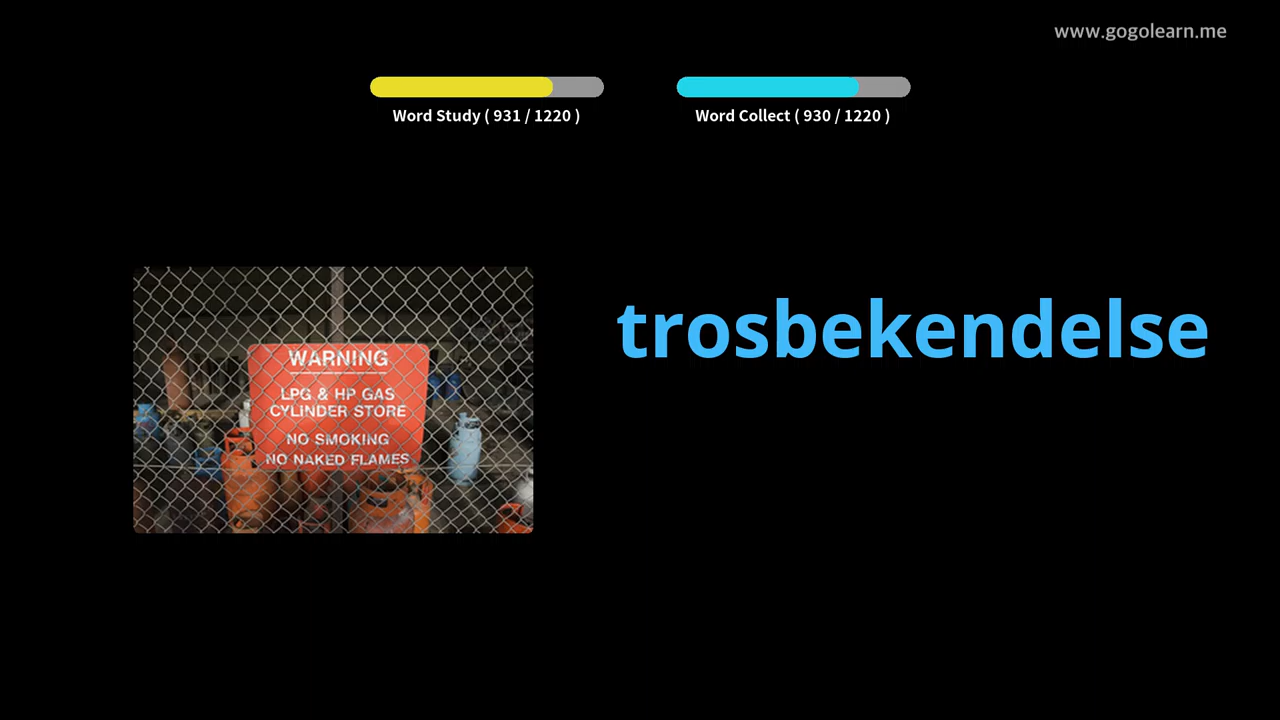 www.gogolearn.me
Word Study ( 931 / 1220 )
Word Collect ( 930 / 1220 )
trosbekendelse
WARNING
LPG & HP GAS
CYLINDER STORE
NO SMOKING
NO NAKED FLAMES